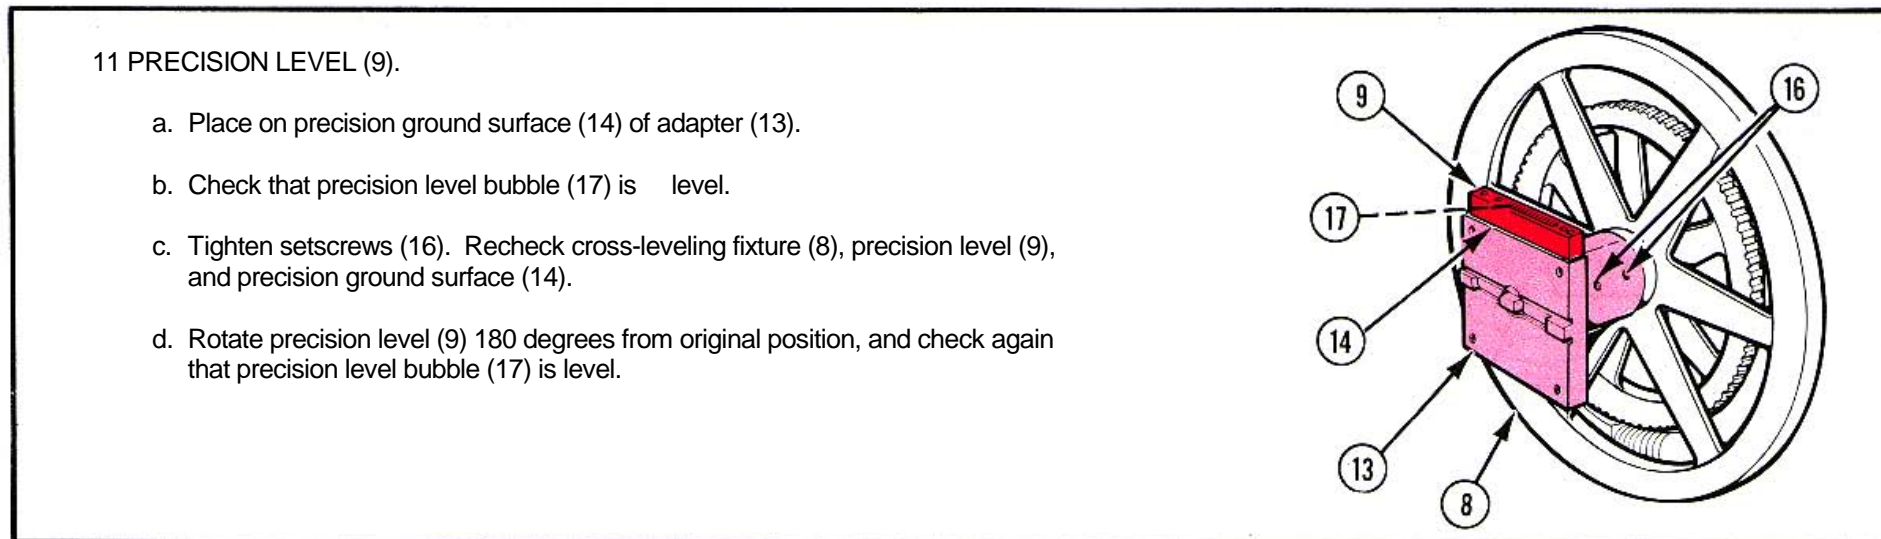 11 PRECISION LEVEL (9).
a. Place on precision ground surface (14) of adapter (13).
b. Check that precision level bubble (17) is level.
c. Tighten setscrews (16). Recheck cross-leveling fixture (8), precision level (9),
and precision ground surface (14).
d. Rotate precision level (9) 180 degrees from original position, and check again
that precision level bubble (17) is level.
9
16
17
14
13
8